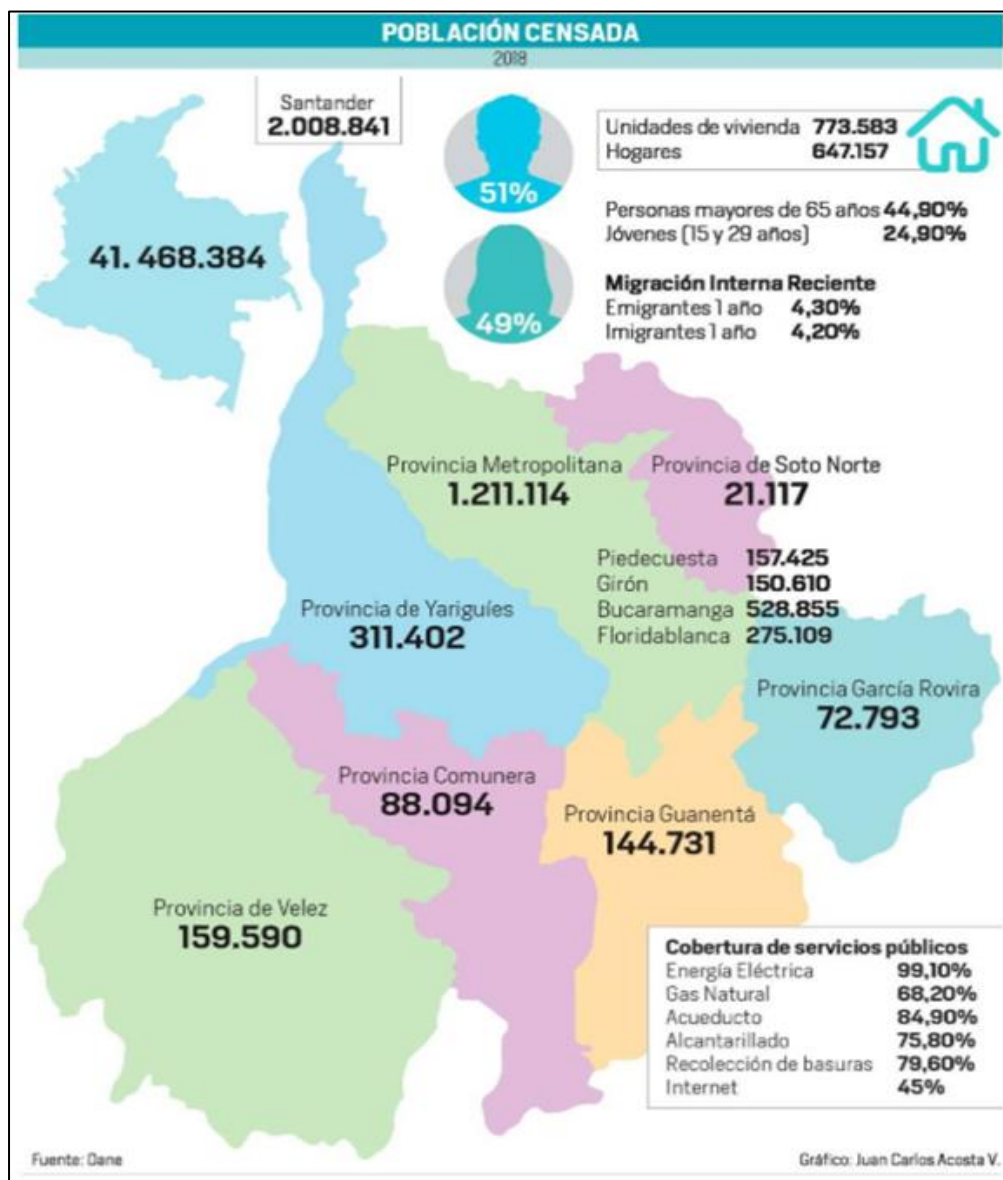 POBLACIÓN CENSADA
2018
Santander
2.008.841
41. 468.384
51%
49%
Unidades de vivienda 773.583
Hogares 647.157
Personas mayores de 65 años 44,90%
Jóvenes (15 y 29 años) 24,90%
Migración Interna Reciente
Emigrantes 1 año 4,30%
Imigrantes 1 año 4,20%
Provincia Metropolitana
1.211.114
Provincia de Soto Norte
21.117
Piedecuesta 157.425
Girón 150.610
Bucaramanga 528.855
Floridablanca 275.109
Provincia de Yariguíes
311.402
Provincia García Rovira
72.793
Provincia Comunera
88.094
Provincia Guanentá
144.731
Provincia de Velez
159.590
Cobertura de servicios públicos
Energía Eléctrica 99,10%
Gas Natural 68,20%
Acueducto 84,90%
Alcantarillado 75,80%
Recolección de basuras 79,60%
Internet 45%
Fuente: Dane
Gráfico: Juan Carlos Acosta V.